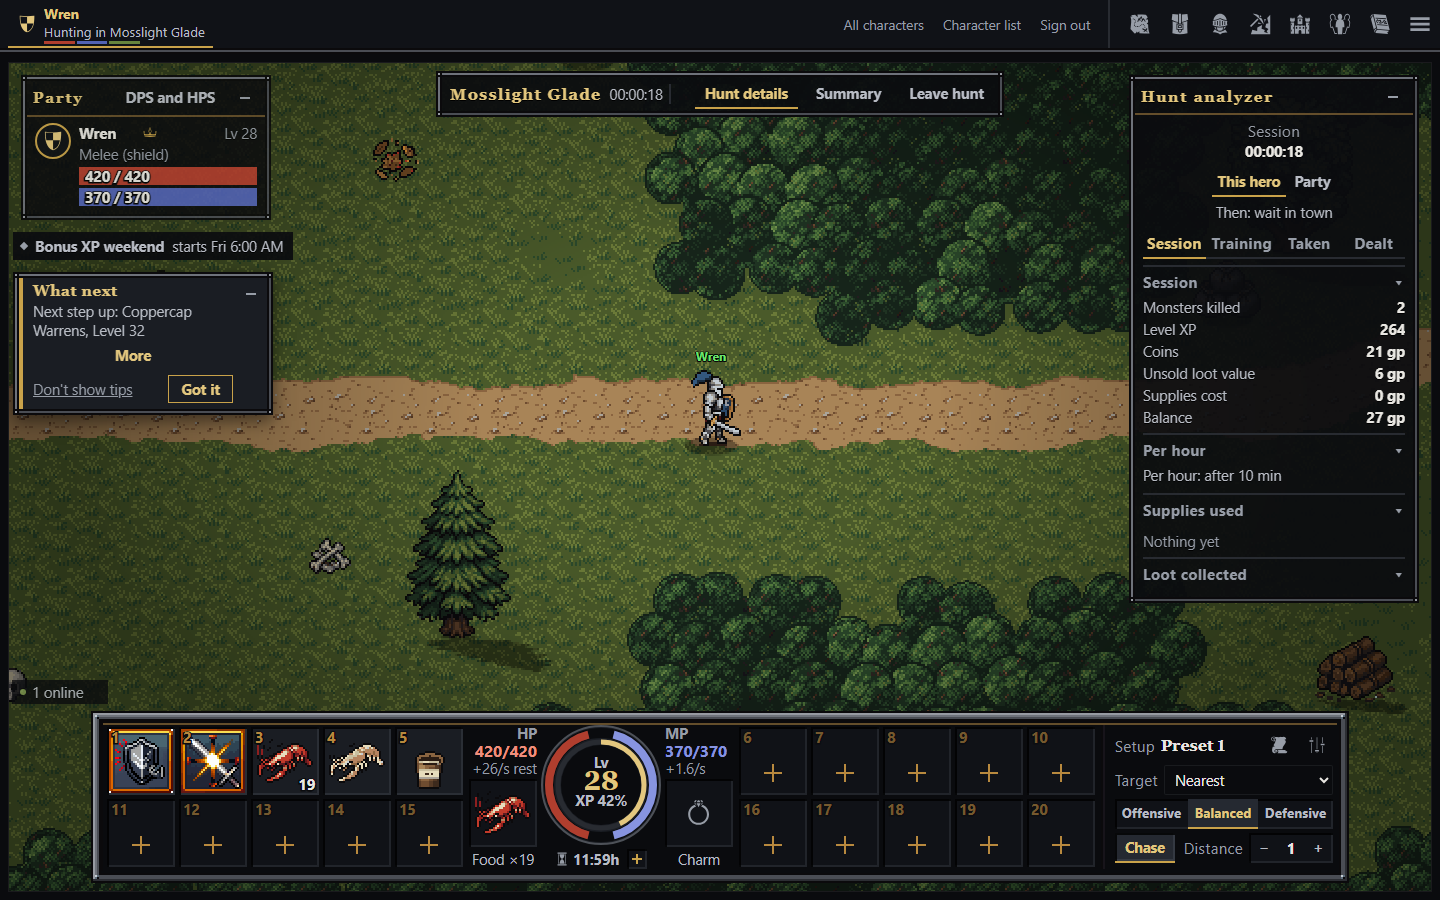 Wren
Hunting in Mosslight Glade
All characters
Character list
Sign out
Party
DPS and HPS
Wren
Lv 28
Melee (shield)
420 / 420
370 / 370
Bonus XP weekend starts Fri 6:00 AM
What next
Next step up: Coppercap
Warrens, Level 32
More
Don't show tips
Got it
Mosslight Glade 00:00:18
Hunt details
Summary
Leave hunt
Wren
Hunt analyzer
Session
00:00:18
This hero
Party
Then: wait in town
Session
Training
Taken
Dealt
Session
Monsters killed 2
Level XP 264
Coins 21 gp
Unsold loot value 6 gp
Supplies cost 0 gp
Balance 27 gp
Per hour
Per hour: after 10 min
Supplies used
Nothing yet
Loot collected
1 online
1
2
3
19
4
5
11
12
13
14
15
HP
420/420
+26/s rest
Food ×19
Lv
28
XP 42%
11:59h +
MP
370/370
+1.6/s
Charm
6
7
8
9
10
16
17
18
19
20
Setup Preset 1
Target Nearest
Offensive
Balanced
Defensive
Chase
Distance − 1 +